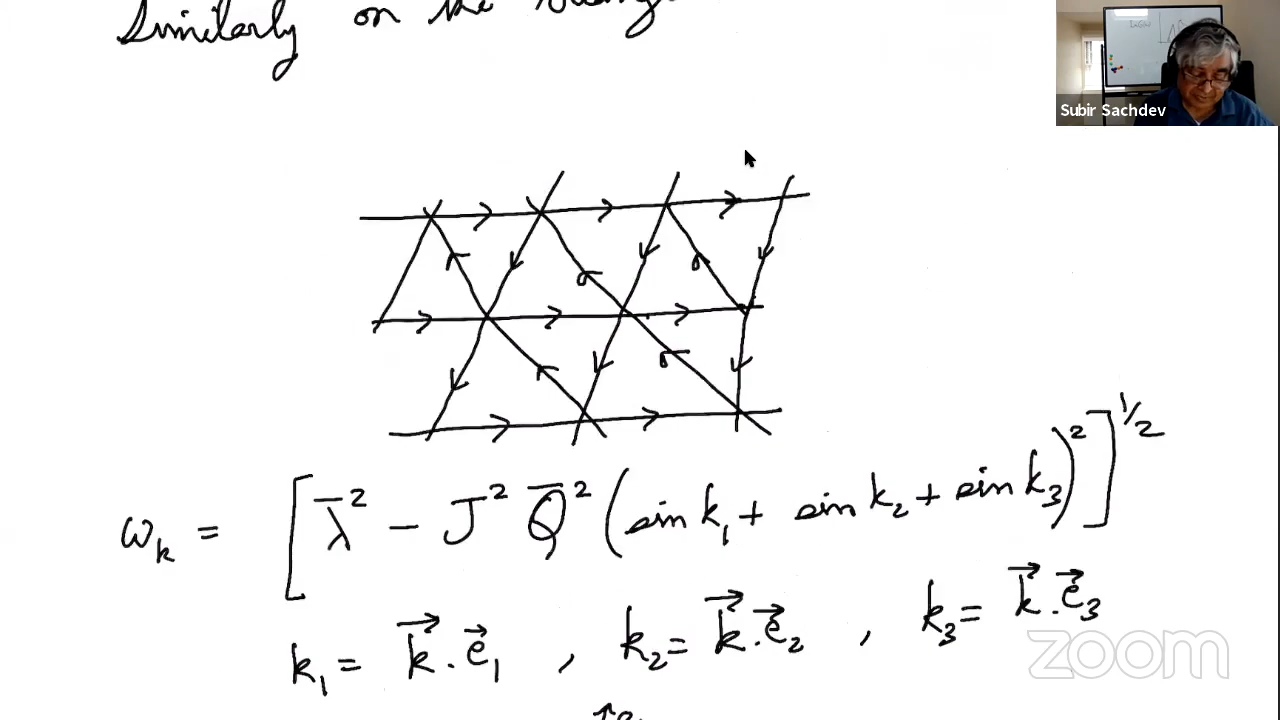 Similarly on the
Subir Sachdev
ω_k = [ λ̄² − J² Q̄² (sin k₁ + sin k₂ + sin k₃)² ]^{1/2}
k₁ = k⃗ · e⃗₁ , k₂ = k⃗ · e⃗₂ , k₃ = k⃗ · e⃗₃
zoom